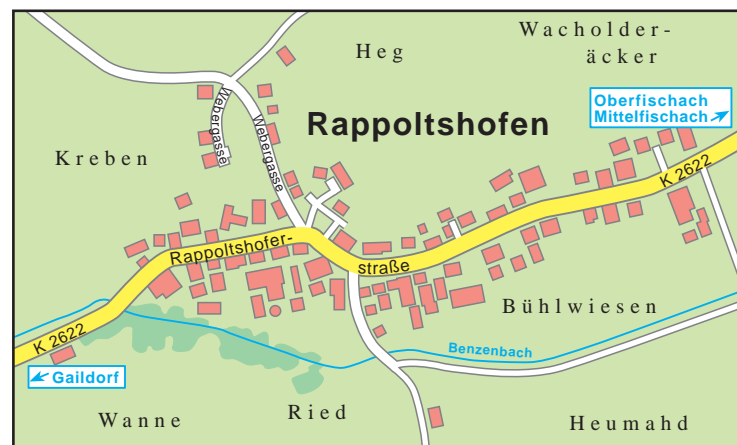 Wacholder-
äcker
Heg
Oberfischach
Mittelfischach
Rappoltshofen
Webergasse
Webergasse
Kreben
K 2622
Rappoltshofer-
straße
Bühlwiesen
K 2622
Benzenbach
Gaildorf
Wanne
Ried
Heumahd